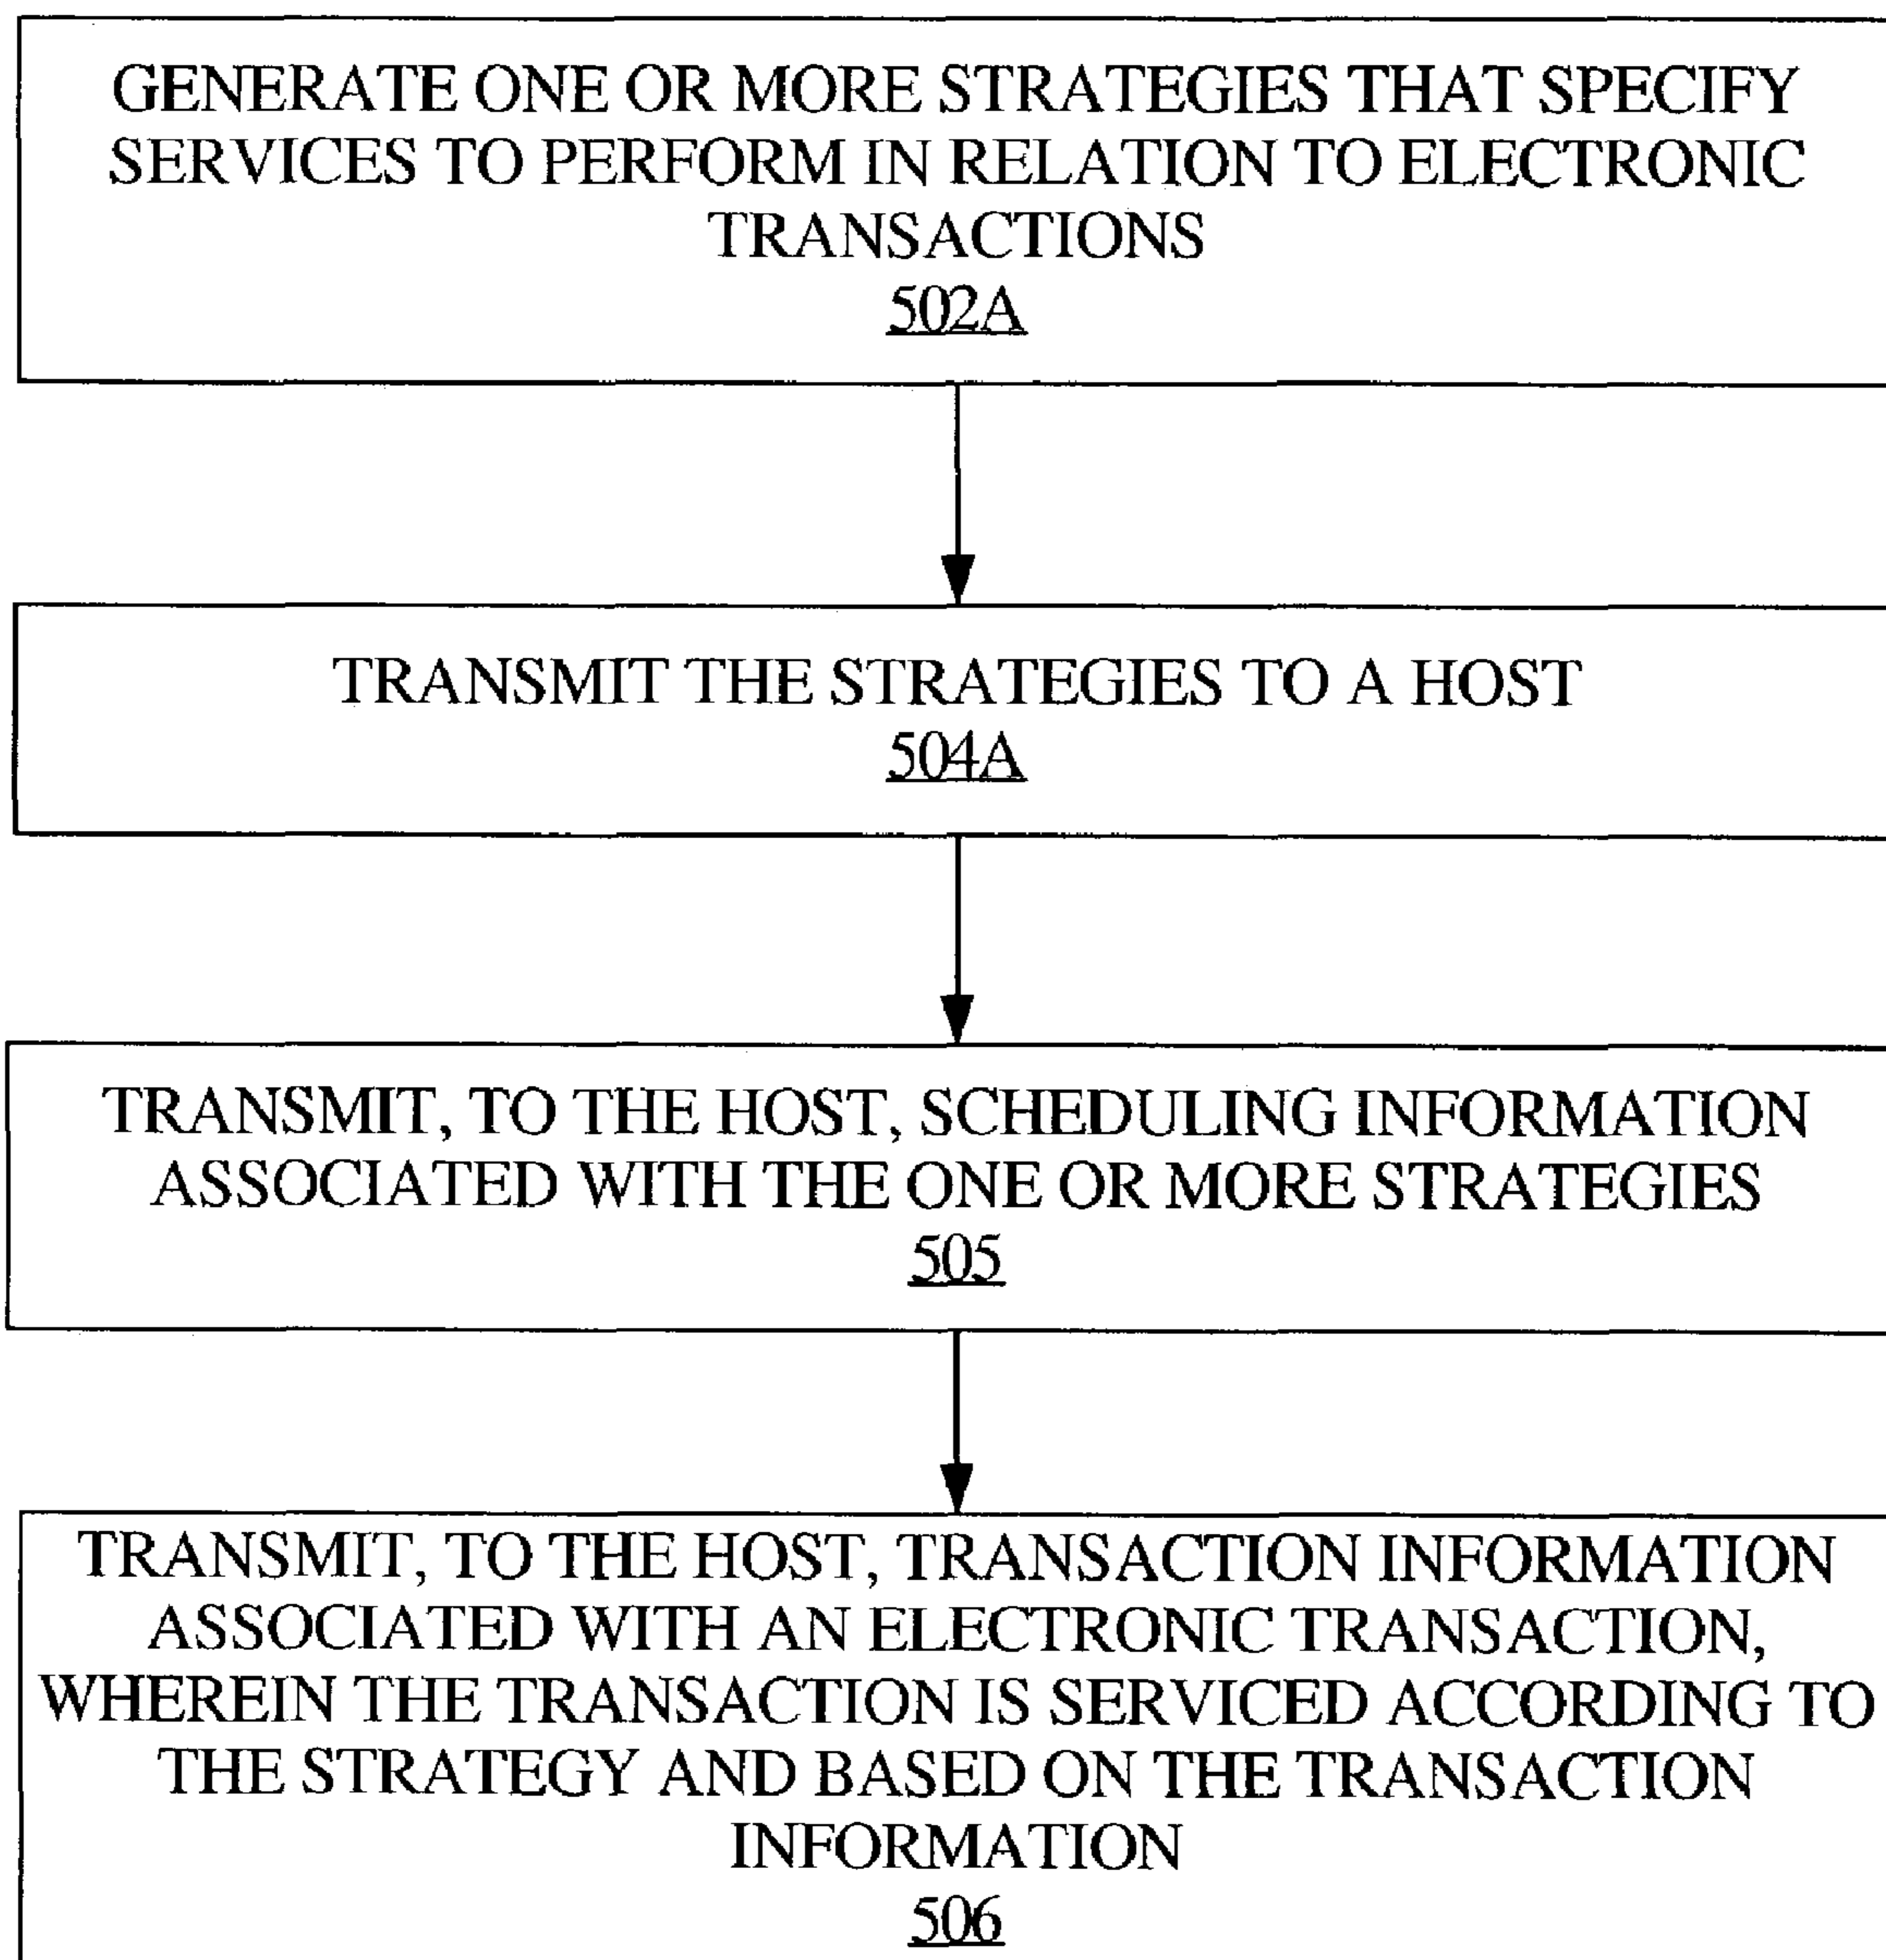 GENERATE ONE OR MORE STRATEGIES THAT SPECIFY
SERVICES TO PERFORM IN RELATION TO ELECTRONIC
TRANSACTIONS
502A
TRANSMIT THE STRATEGIES TO A HOST
504A
TRANSMIT, TO THE HOST, SCHEDULING INFORMATION
ASSOCIATED WITH THE ONE OR MORE STRATEGIES
505
TRANSMIT, TO THE HOST, TRANSACTION INFORMATION
ASSOCIATED WITH AN ELECTRONIC TRANSACTION,
WHEREIN THE TRANSACTION IS SERVICED ACCORDING TO
THE STRATEGY AND BASED ON THE TRANSACTION
INFORMATION
506